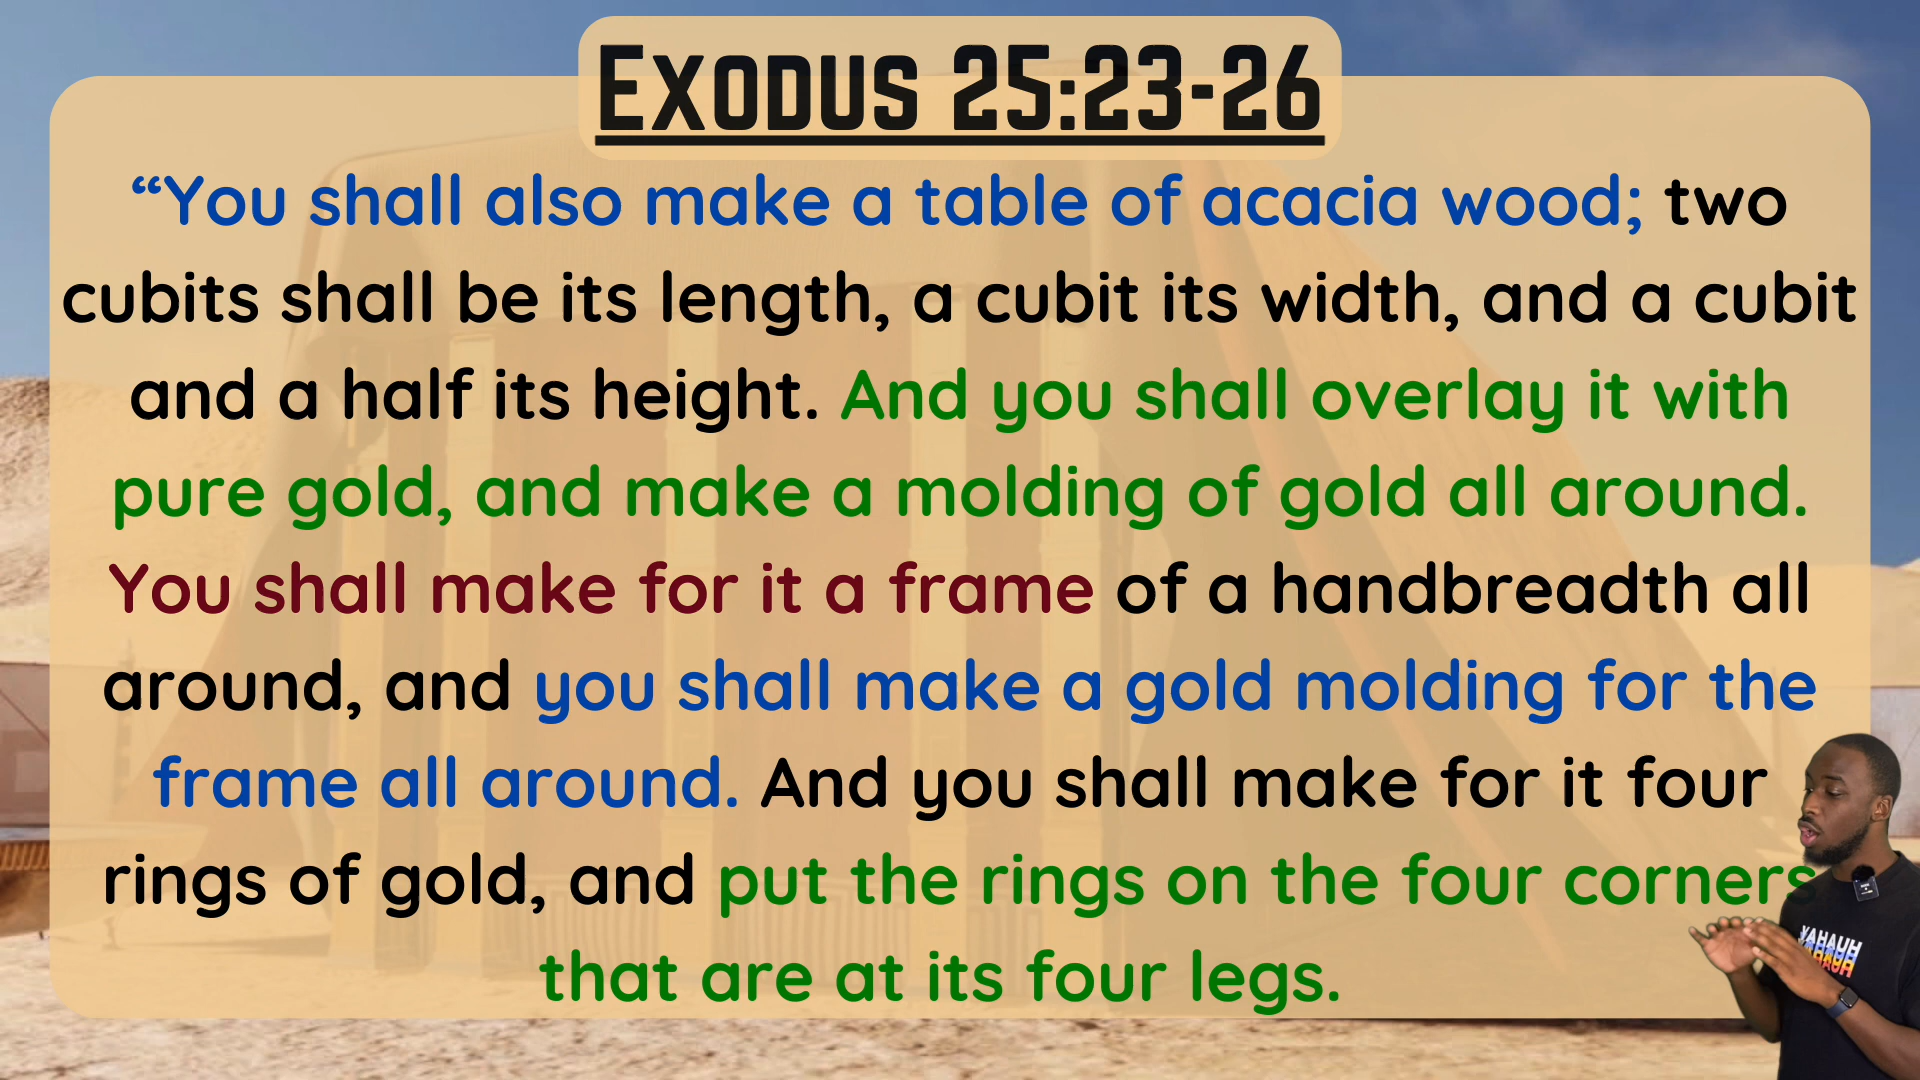 Exodus 25:23-26
“You shall also make a table of acacia wood; two
cubits shall be its length, a cubit its width, and a cubit
and a half its height. And you shall overlay it with
pure gold, and make a molding of gold all around.
You shall make for it a frame of a handbreadth all
around, and you shall make a gold molding for the
frame all around. And you shall make for it four
rings of gold, and put the rings on the four corners
that are at its four legs.
YAHAUH